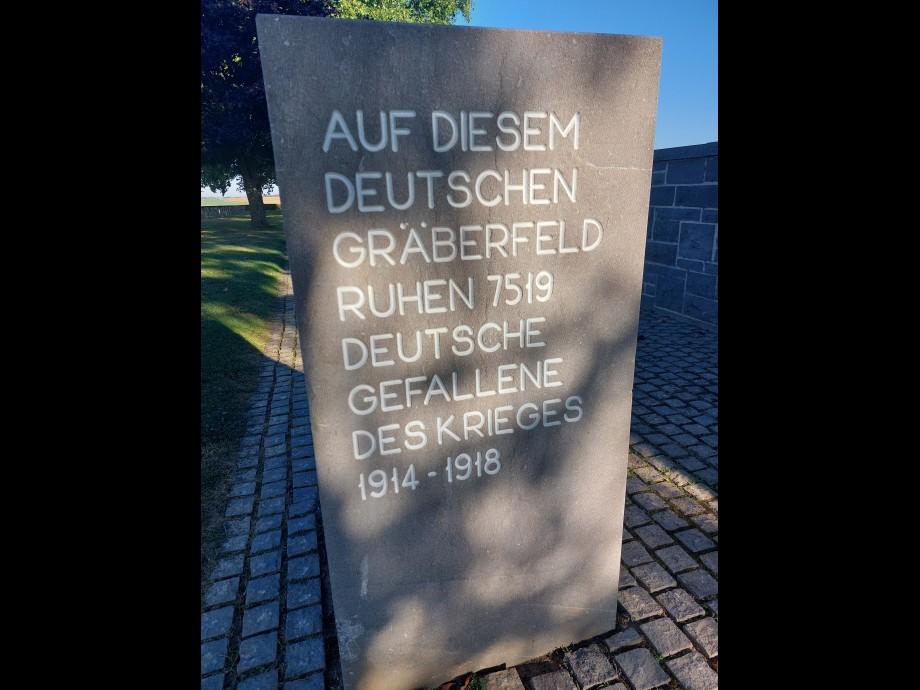 AUF DIESEM
DEUTSCHEN
GRÄBERFELD
RUHEN 7519
DEUTSCHE
GEFALLENE
DES KRIEGES
1914 - 1918